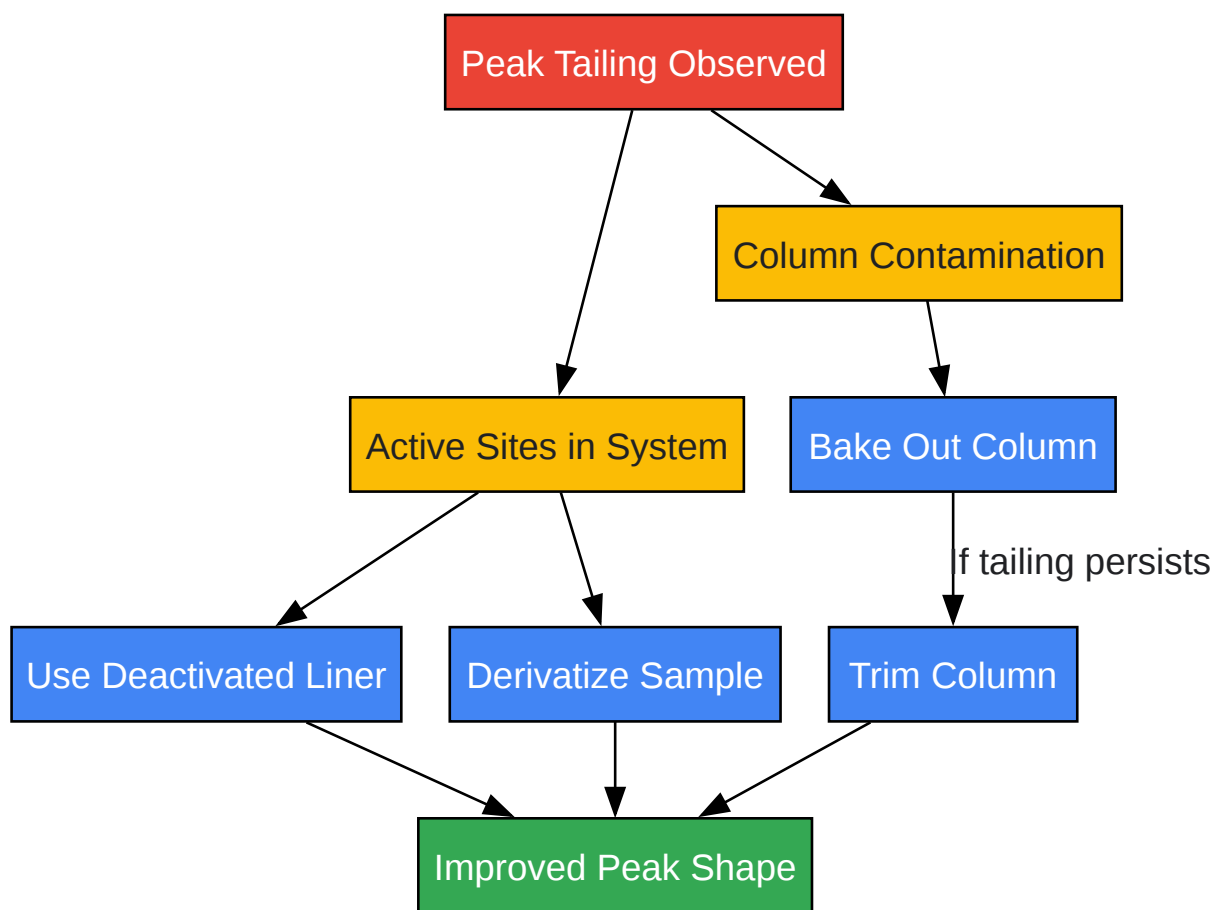 Peak Tailing Observed
Column Contamination
Active Sites in System
Bake Out Column
If tailing persists
Use Deactivated Liner
Derivatize Sample
Trim Column
Improved Peak Shape